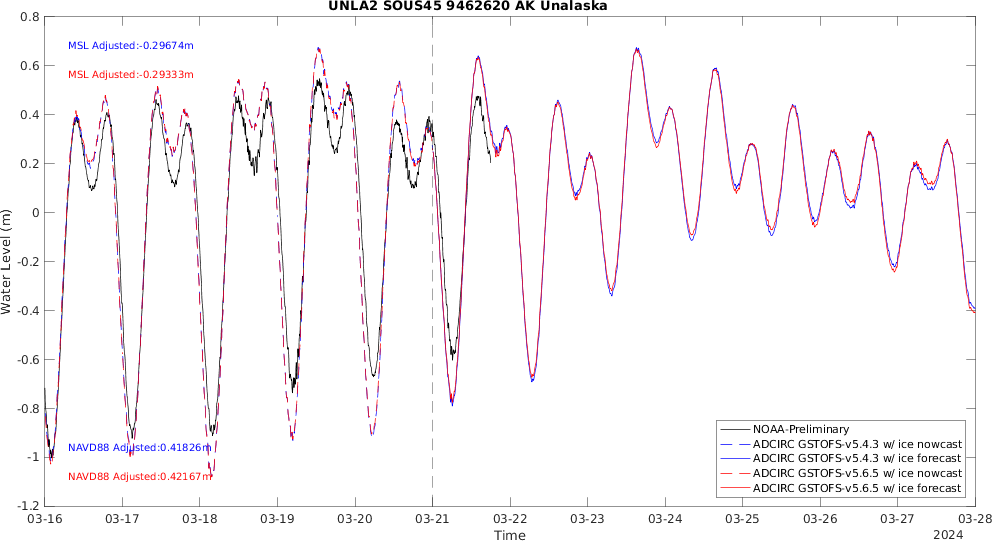 UNLA2 SOUS45 9462620 AK Unalaska
MSL Adjusted:-0.29674m
MSL Adjusted:-0.29333m
NAVD88 Adjusted:0.41826m
NAVD88 Adjusted:0.42167m
Water Level (m)
0.8
0.6
0.4
0.2
0
-0.2
-0.4
-0.6
-0.8
-1
-1.2
NOAA-Preliminary
ADCIRC GSTOFS-v5.4.3 w/ ice nowcast
ADCIRC GSTOFS-v5.4.3 w/ ice forecast
ADCIRC GSTOFS-v5.6.5 w/ ice nowcast
ADCIRC GSTOFS-v5.6.5 w/ ice forecast
03-16 03-17 03-18 03-19 03-20 03-21 03-22 03-23 03-24 03-25 03-26 03-27 03-28
Time
2024